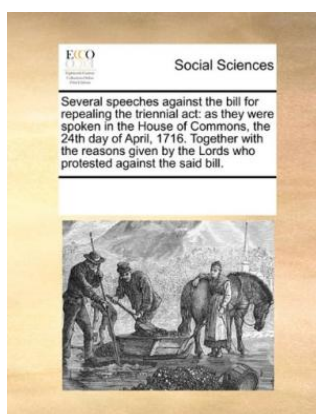 ECCO
Social Sciences
Several speeches against the bill for
repealing the triennial act: as they were
spoken in the House of Commons, the
24th day of April, 1716. Together with
the reasons given by the Lords who
protested against the said bill.